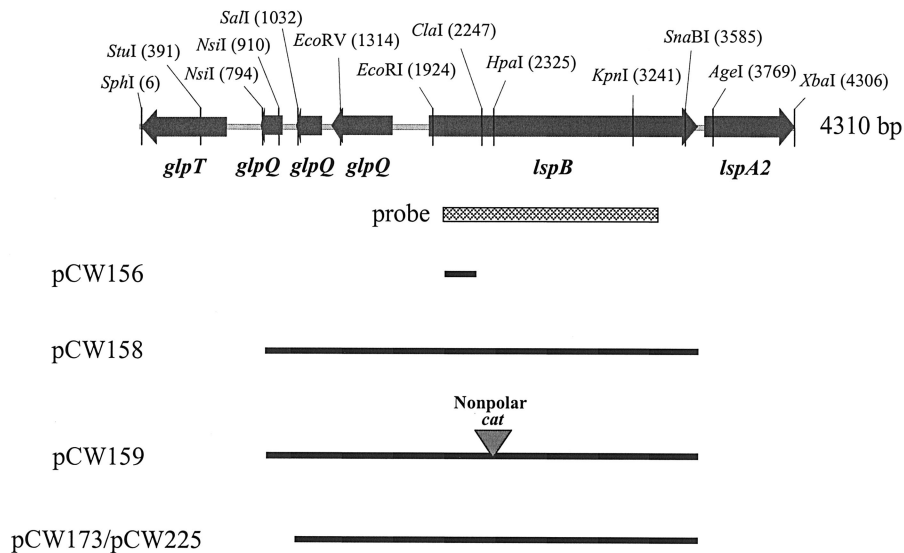 SalI (1032)
ClaI (2247)
SnaBI (3585)
StuI (391)
NsiI (910)
EcoRV (1314)
HpaI (2325)
SphI (6)
NsiI (794)
EcoRI (1924)
KpnI (3241)
AgeI (3769)
XbaI (4306)
4310 bp
glpT
glpQ
glpQ
glpQ
lspB
lspA2
probe
pCW156
pCW158
Nonpolar
cat
pCW159
pCW173/pCW225